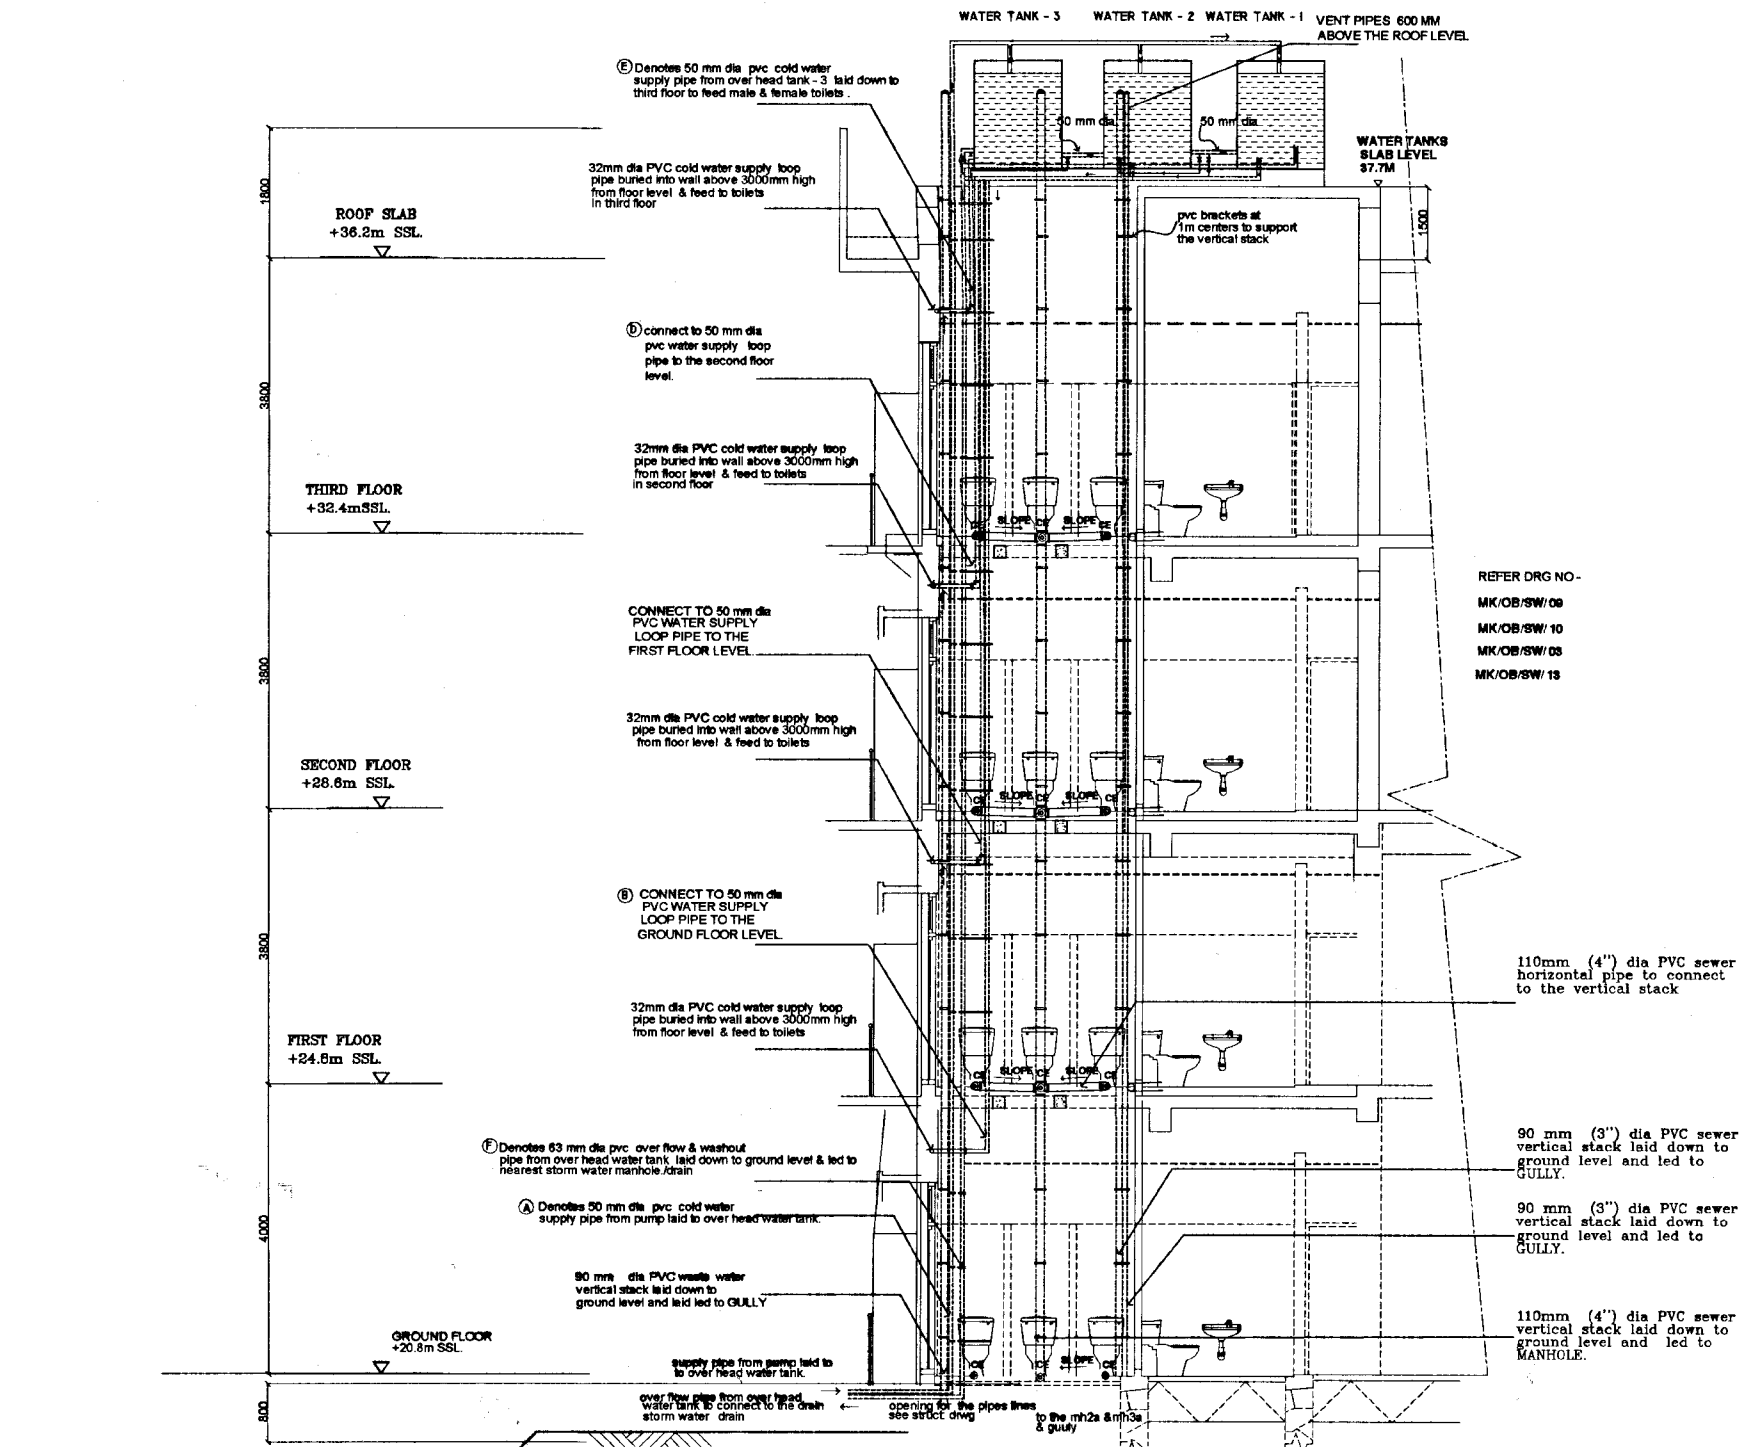 WATER TANK - 3
WATER TANK - 2
WATER TANK - 1
VENT PIPES 600 MM
ABOVE THE ROOF LEVEL
Ⓔ Denotes 50 mm dia pvc cold water
supply pipe from over head tank - 3 laid down to
third floor to feed male & female toilets .
50 mm dia
50 mm dia
WATER TANKS
SLAB LEVEL
37.7M
32mm dia PVC cold water supply loop
pipe buried into wall above 3000mm high
from floor level & feed to toilets
in third floor
1800
ROOF SLAB
+36.2m SSL.
pvc brackets at
1m centers to support
the vertical stack
1500
Ⓓ connect to 50 mm dia
pvc water supply loop
pipe to the second floor
level.
3800
32mm dia PVC cold water supply loop
pipe buried into wall above 3000mm high
from floor level & feed to toilets
in second floor
THIRD FLOOR
+32.4mSSL.
CE SLOPE CE SLOPE CE
REFER DRG NO -
MK/OB/SW/ 09
MK/OB/SW/ 10
MK/OB/SW/ 03
MK/OB/SW/ 13
CONNECT TO 50 mm dia
PVC WATER SUPPLY
LOOP PIPE TO THE
FIRST FLOOR LEVEL.
3800
32mm dia PVC cold water supply loop
pipe buried into wall above 3000mm high
from floor level & feed to toilets
SECOND FLOOR
+28.6m SSL.
CE SLOPE CE SLOPE CE
Ⓑ CONNECT TO 50 mm dia
PVC WATER SUPPLY
LOOP PIPE TO THE
GROUND FLOOR LEVEL.
3800
110mm (4") dia PVC sewer
horizontal pipe to connect
to the vertical stack
32mm dia PVC cold water supply loop
pipe buried into wall above 3000mm high
from floor level & feed to toilets
FIRST FLOOR
+24.8m SSL.
CE SLOPE CE SLOPE CE
Ⓕ Denotes 63 mm dia pvc over flow & washout
pipe from over head water tank laid down to ground level & led to
nearest storm water manhole./drain
90 mm (3") dia PVC sewer
vertical stack laid down to
ground level and led to
GULLY.
Ⓐ Denotes 50 mm dia pvc cold water
supply pipe from pump laid to over head water tank.
90 mm (3") dia PVC sewer
vertical stack laid down to
ground level and led to
GULLY.
4000
90 mm dia PVC waste water
vertical stack laid down to
ground level and laid led to GULLY
110mm (4") dia PVC sewer
vertical stack laid down to
ground level and led to
MANHOLE.
GROUND FLOOR
+20.8m SSL.
CE CE SLOPE CE
supply pipe from pump laid to
to over head water tank.
over flow pipe from over head
water tank to connect to the drain
storm water drain
opening for the pipes lines
see struct drwg
to the mh2a &mh3a
& guuly
800